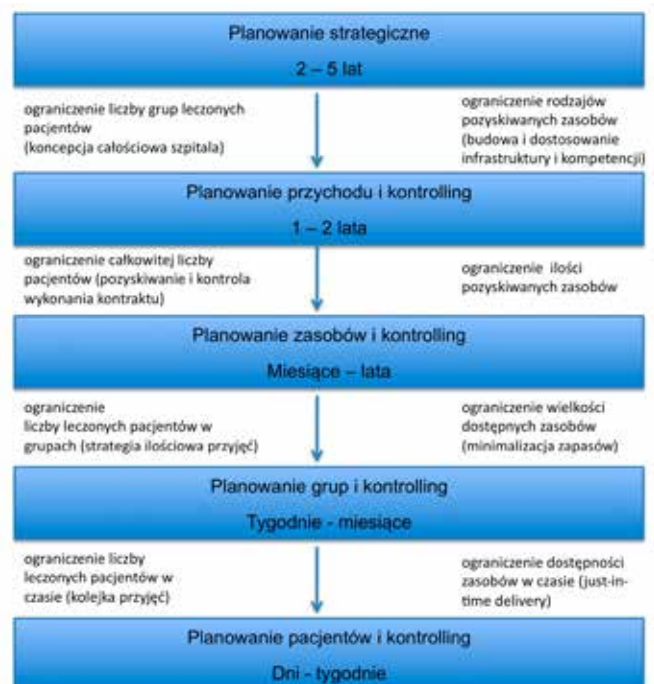 Planowanie strategiczne
2 – 5 lat
ograniczenie liczby grup leczonych
pacjentów
(koncepcja całościowa szpitala)
ograniczenie rodzajów
pozyskiwanych zasobów
(budowa i dostosowanie
infrastruktury i kompetencji)
Planowanie przychodu i kontrolling
1 – 2 lata
ograniczenie całkowitej liczby
pacjentów (pozyskiwanie i kontrola
wykonania kontraktu)
ograniczenie ilości
pozyskiwanych zasobów
Planowanie zasobów i kontrolling
Miesiące – lata
ograniczenie
liczby leczonych pacjentów w
grupach (strategia ilościowa przyjęć)
ograniczenie wielkości
dostępnych zasobów
(minimalizacja zapasów)
Planowanie grup i kontrolling
Tygodnie - miesiące
ograniczenie liczby
leczonych pacjentów w
czasie (kolejka przyjęć)
ograniczenie dostępności
zasobów w czasie (just-in-
time delivery)
Planowanie pacjentów i kontrolling
Dni - tygodnie